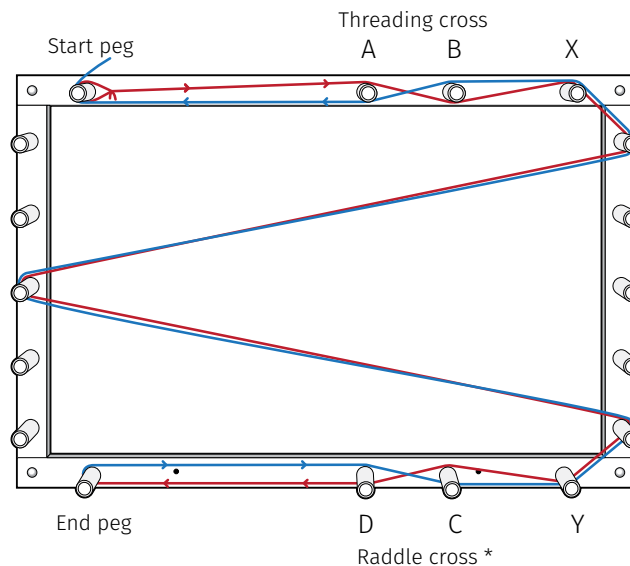 Threading cross
Start peg A B X
End peg D C Y
Raddle cross *